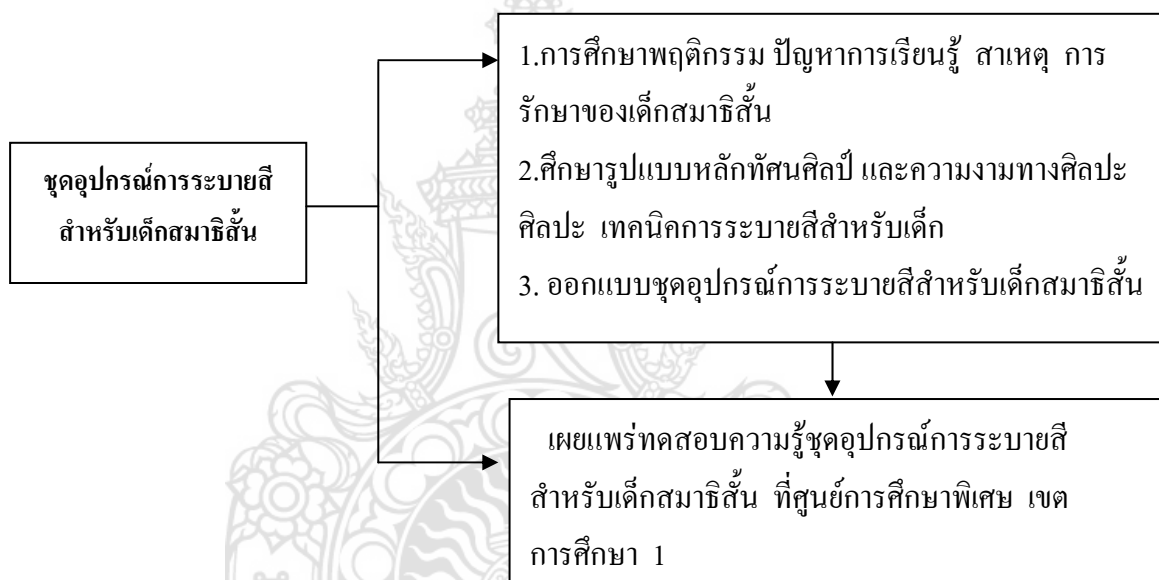 ชุดอุปกรณ์การระบายสี
สำหรับเด็กสมาธิสั้น
1.การศึกษาพฤติกรรม ปัญหาการเรียนรู้ สาเหตุ การ
รักษาของเด็กสมาธิสั้น
2.ศึกษารูปแบบหลักทัศนศิลป์ และความงามทางศิลปะ
ศิลปะ เทคนิคการระบายสีสำหรับเด็ก
3. ออกแบบชุดอุปกรณ์การระบายสีสำหรับเด็กสมาธิสั้น
เผยแพร่ทดสอบความรู้ชุดอุปกรณ์การระบายสี
สำหรับเด็กสมาธิสั้น ที่ศูนย์การศึกษาพิเศษ เขต
การศึกษา 1